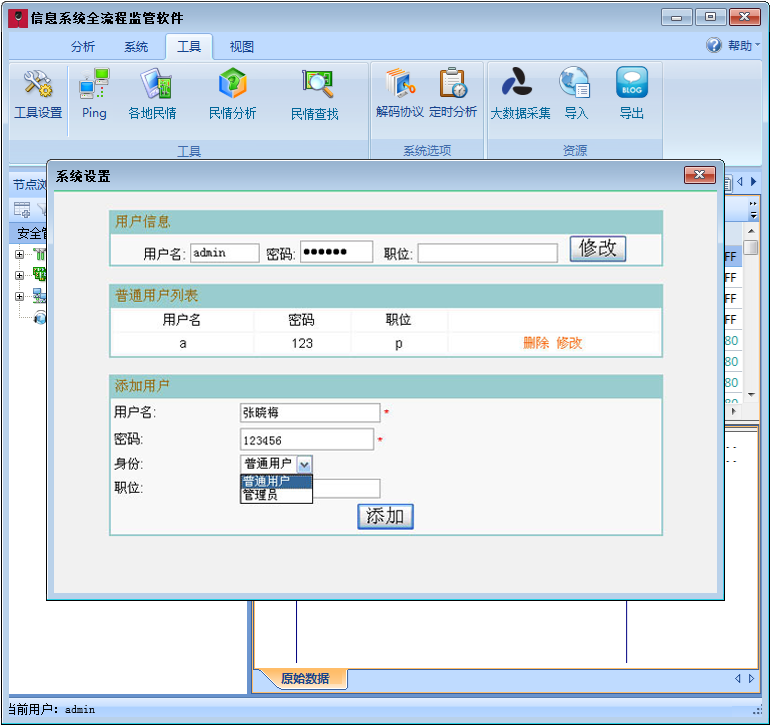 信息系统全流程监管软件
分析 系统 工具 视图 帮助
工具设置 Ping 各地民情 民情分析 民情查找 解码协议 定时分析 大数据采集 导入 BLOG 导出
工具 系统选项 资源
节点浏
安全管
系统设置
用户信息
用户名: admin 密码: ●●●●●● 职位: 修改
普通用户列表
用户名 密码 职位
a 123 p 删除 修改
添加用户
用户名: 张晓梅 *
密码: 123456 *
身份: 普通用户
普通用户
管理员
职位:
添加
FF
FF
FF
FF
80
80
80
80
原始数据
当前用户: admin